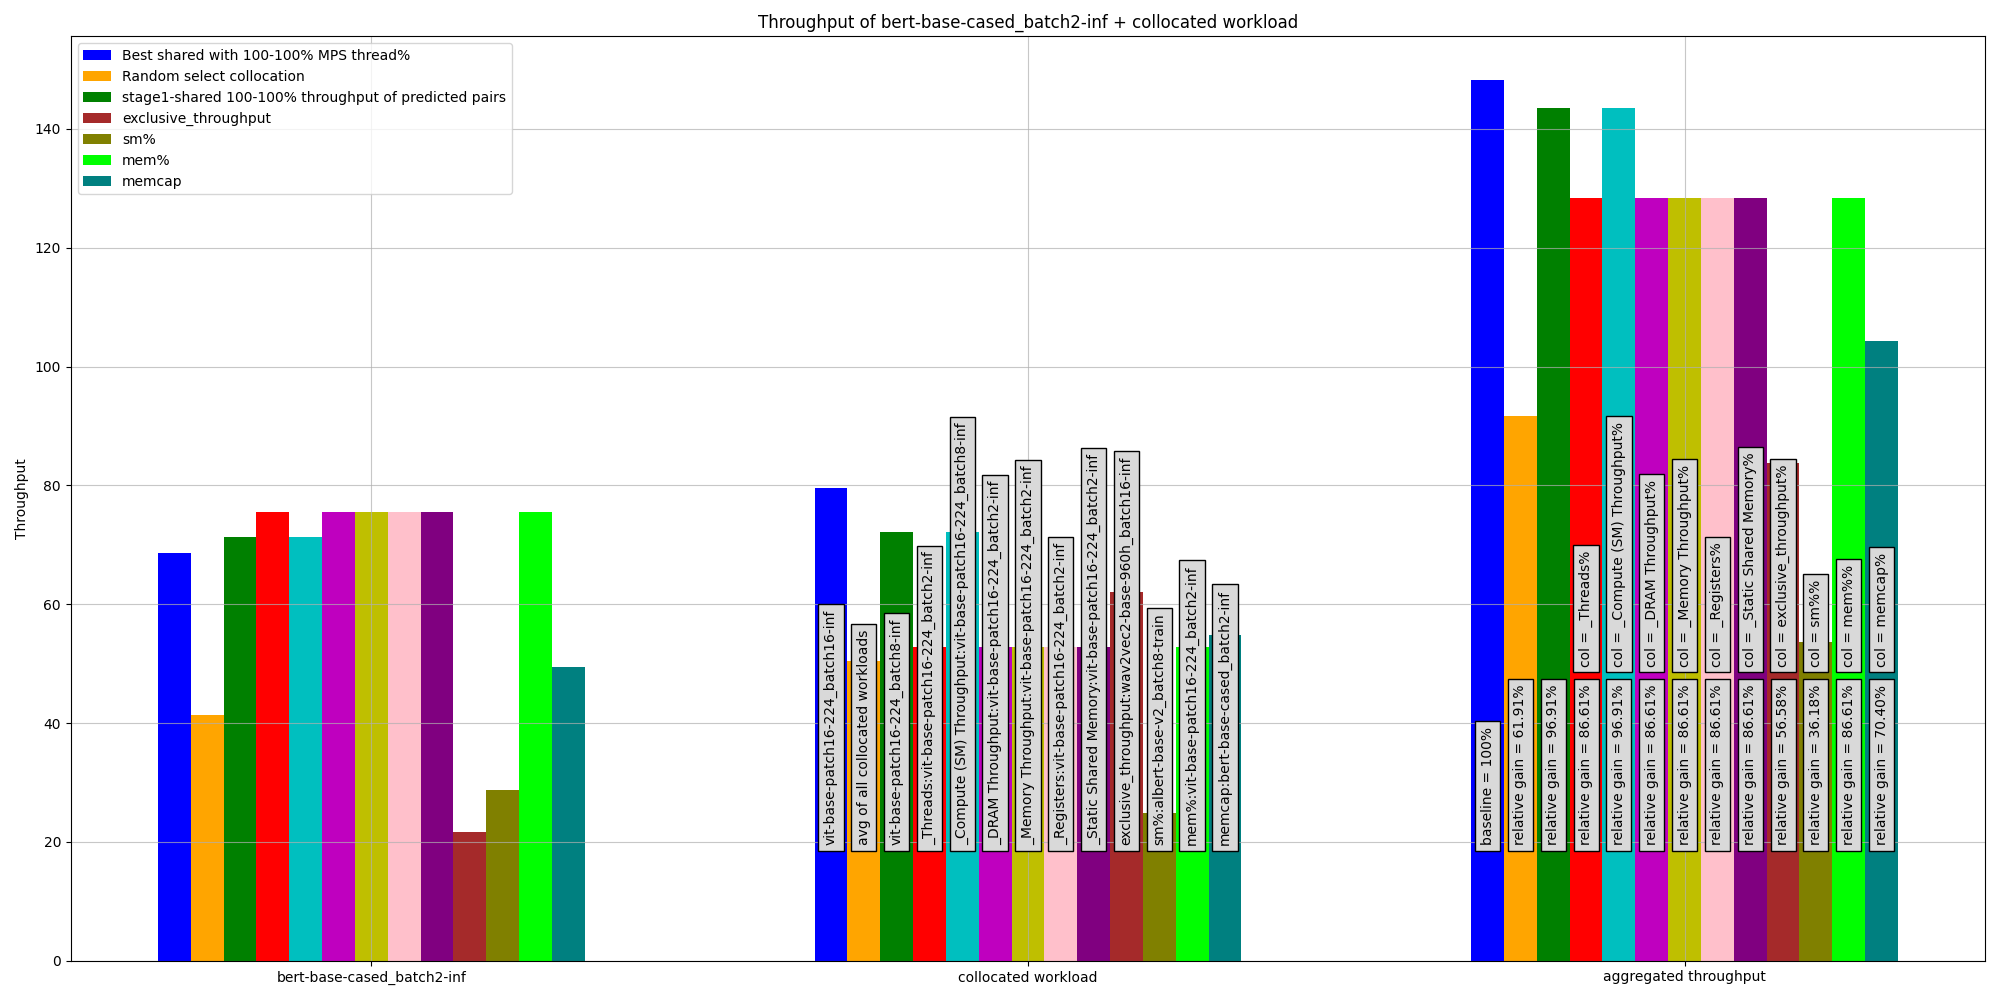 Throughput of bert-base-cased_batch2-inf + collocated workload
Best shared with 100-100% MPS thread%
Random select collocation
stage1-shared 100-100% throughput of predicted pairs
exclusive_throughput
sm%
mem%
memcap
Throughput
140
120
100
80
60
40
20
0
vit-base-patch16-224_batch16-inf
avg of all collocated workloads
vit-base-patch16-224_batch8-inf
_Threads:vit-base-patch16-224_batch2-inf
_Compute (SM) Throughput:vit-base-patch16-224_batch8-inf
_DRAM Throughput:vit-base-patch16-224_batch2-inf
_Memory Throughput:vit-base-patch16-224_batch2-inf
_Registers:vit-base-patch16-224_batch2-inf
_Static Shared Memory:vit-base-patch16-224_batch2-inf
exclusive_throughput:wav2vec2-base-960h_batch16-inf
sm%:albert-base-v2_batch8-train
mem%:vit-base-patch16-224_batch2-inf
memcap:bert-base-cased_batch2-inf
col = _Threads%
col = _Compute (SM) Throughput%
col = _DRAM Throughput%
col = _Memory Throughput%
col = _Registers%
col = _Static Shared Memory%
col = exclusive_throughput%
col = sm%%
col = mem%%
col = memcap%
baseline = 100%
relative gain = 61.91%
relative gain = 96.91%
relative gain = 86.61%
relative gain = 96.91%
relative gain = 86.61%
relative gain = 86.61%
relative gain = 86.61%
relative gain = 86.61%
relative gain = 56.58%
relative gain = 36.18%
relative gain = 86.61%
relative gain = 70.40%
bert-base-cased_batch2-inf
collocated workload
aggregated throughput